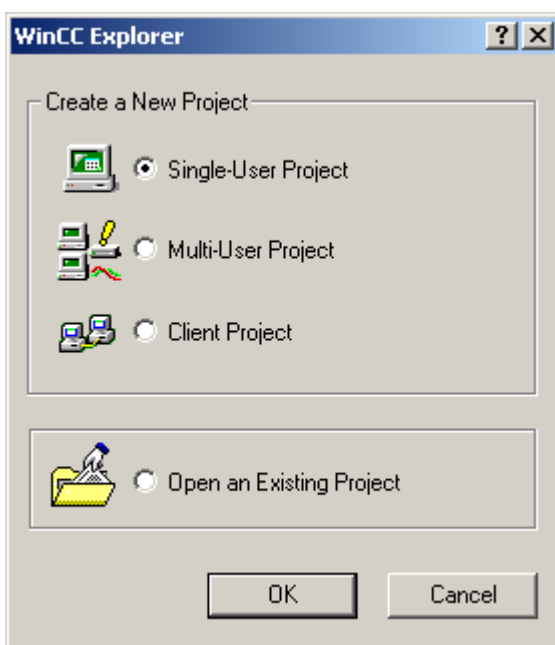 WinCC Explorer
Create a New Project
Single-User Project
Multi-User Project
Client Project
Open an Existing Project
OK Cancel